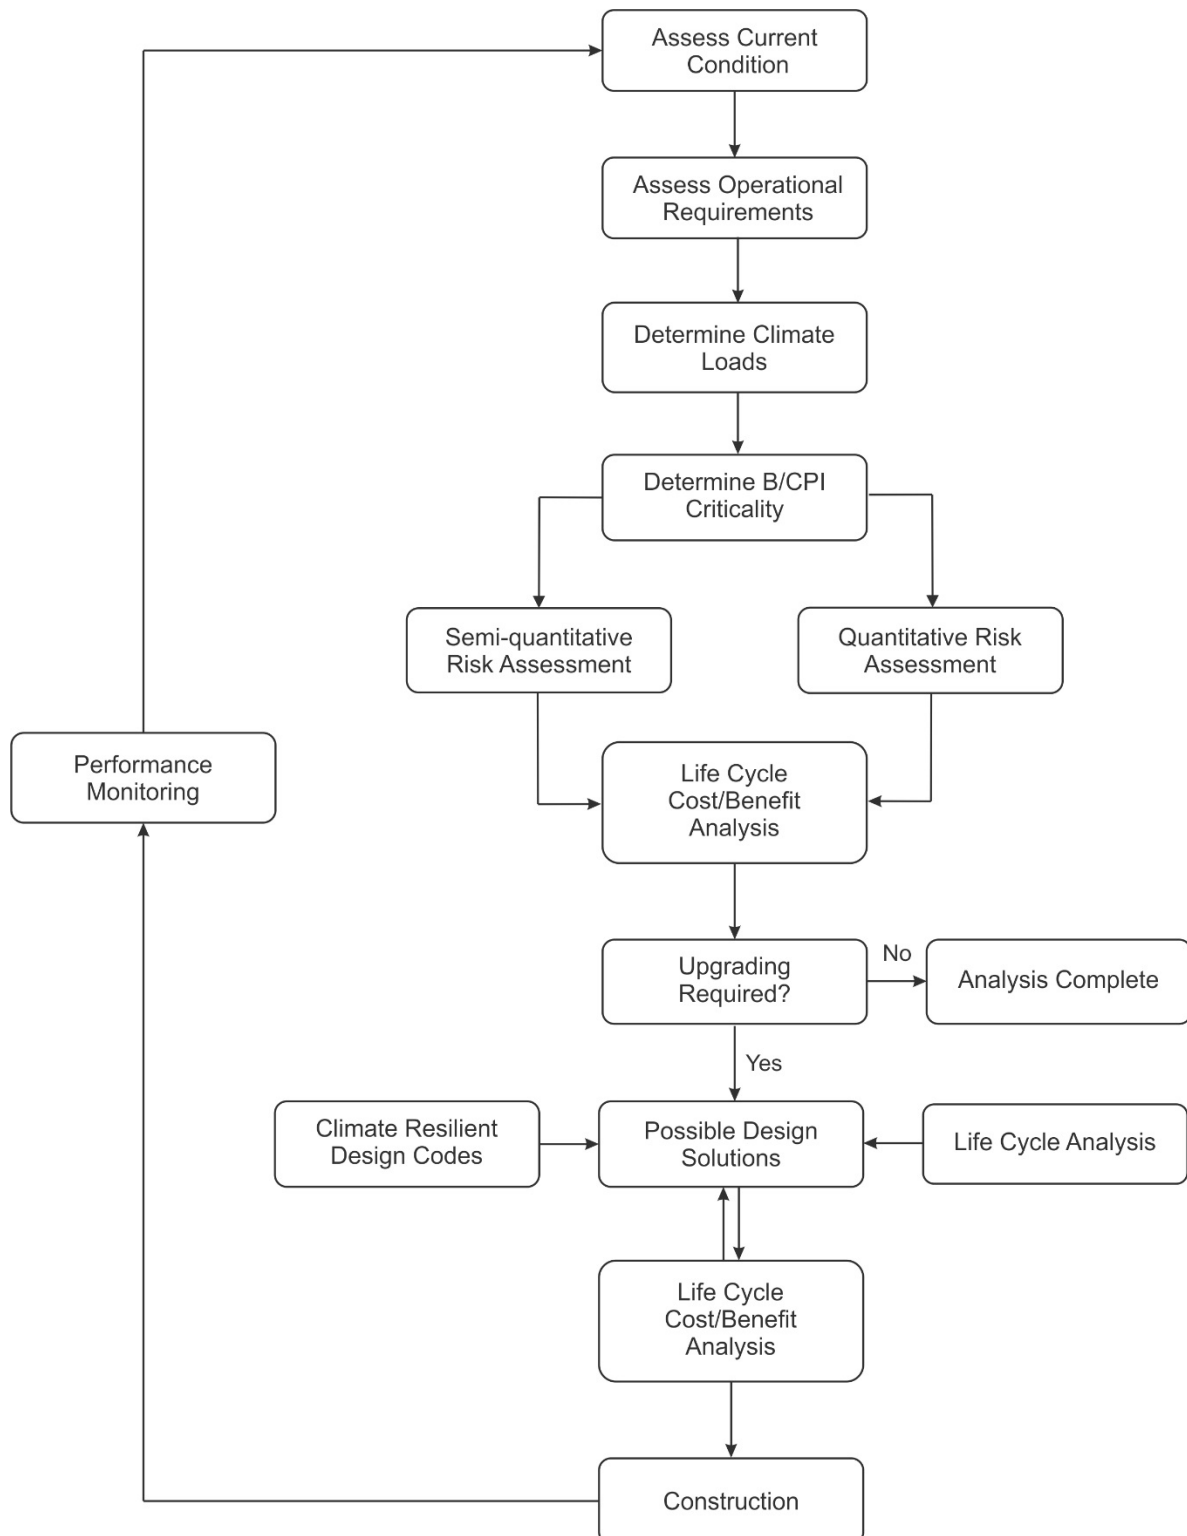 Assess Current
Condition
Assess Operational
Requirements
Determine Climate
Loads
Determine B/CPI
Criticality
Semi-quantitative
Risk Assessment
Quantitative Risk
Assessment
Performance
Monitoring
Life Cycle
Cost/Benefit
Analysis
Upgrading
Required?
No
Analysis Complete
Yes
Climate Resilient
Design Codes
Possible Design
Solutions
Life Cycle Analysis
Life Cycle
Cost/Benefit
Analysis
Construction